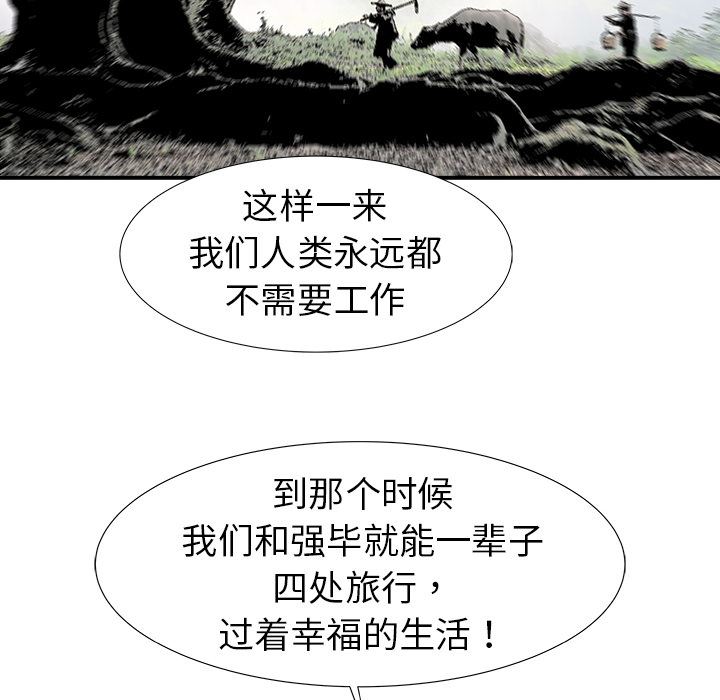 这样一来
我们人类永远都
不需要工作
到那个时候
我们和强毕就能一辈子
四处旅行，
过着幸福的生活！